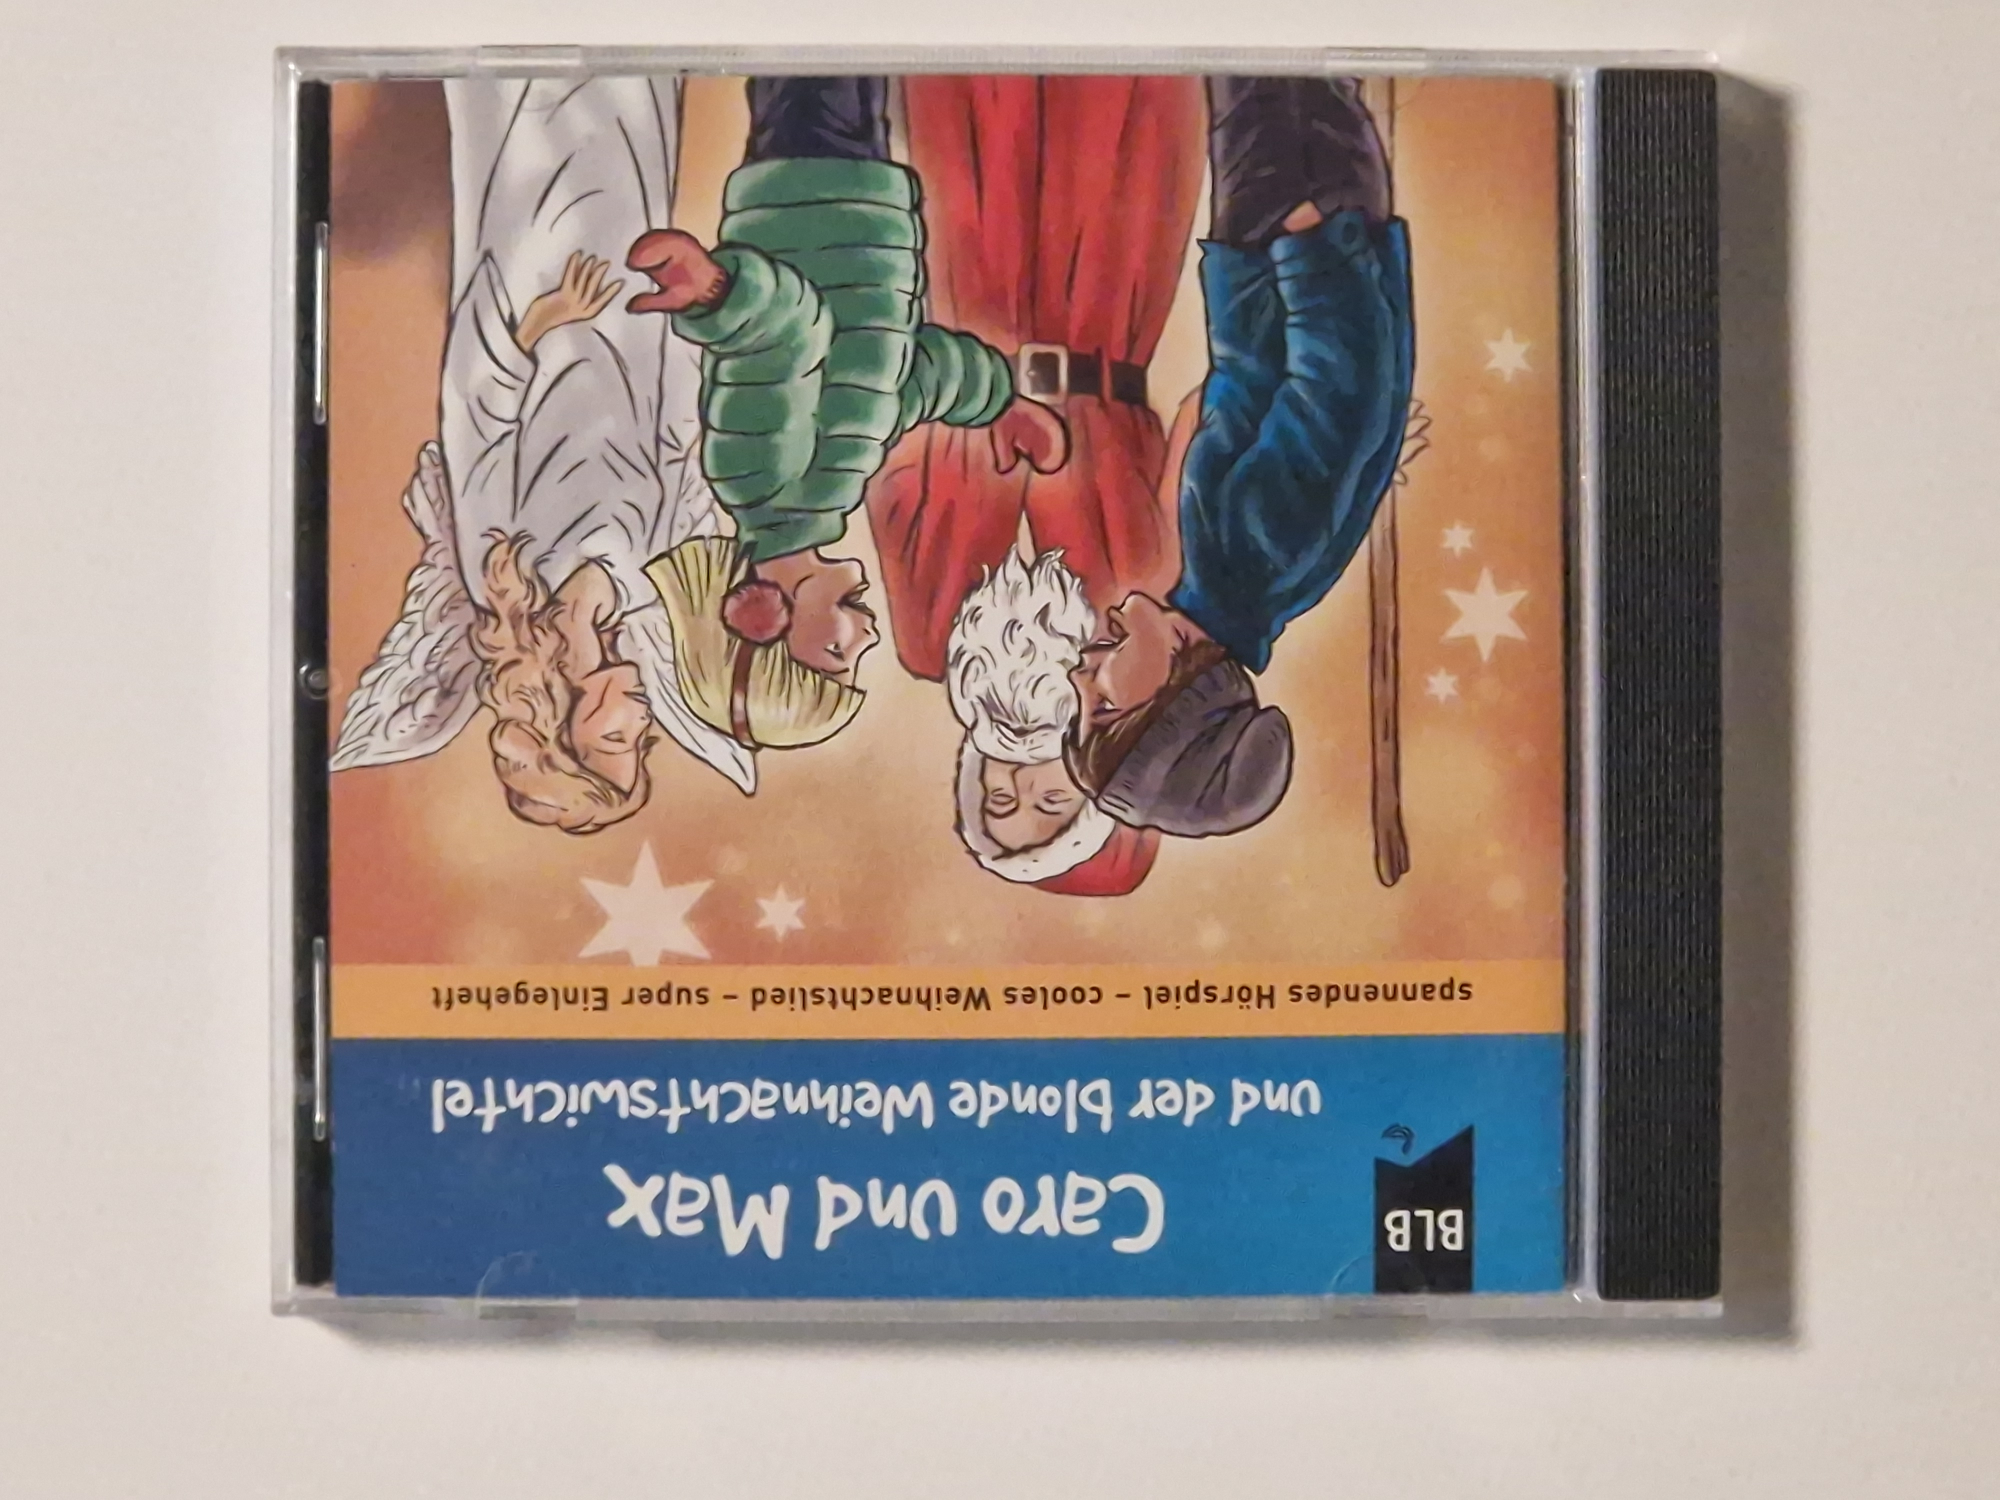 BLB
Caro und Max
und der blonde Weihnachtswichtel
spannendes Hörspiel – cooles Weihnachtslied – super Einlegeheft